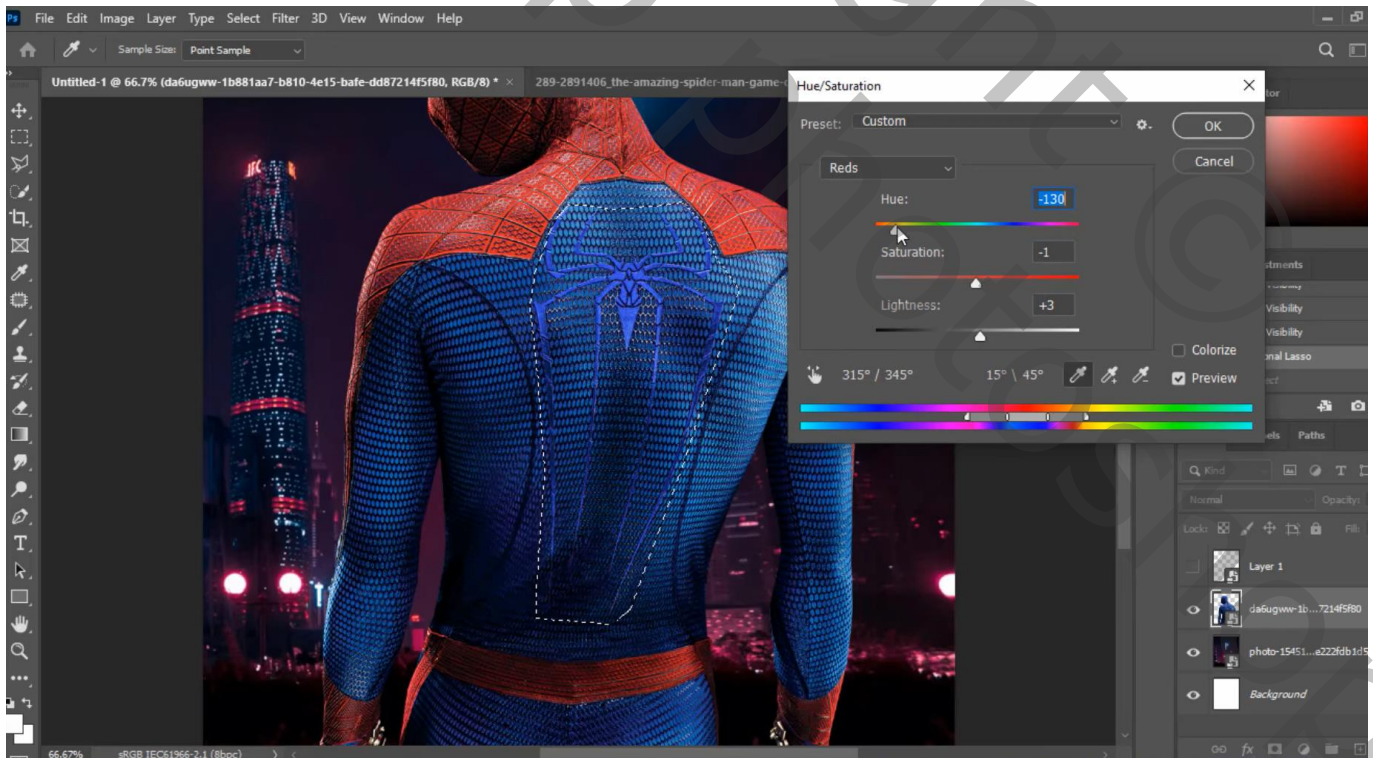 Ps File Edit Image Layer Type Select Filter 3D View Window Help
Sample Size: Point Sample
Untitled-1 @ 66.7% (da6ugww-1b881aa7-b810-4e15-bafe-dd87214f5f80, RGB/8) * × 289-2891406_the-amazing-spider-man-game-
Hue/Saturation
Preset: Custom
OK
Reds
Cancel
Hue: -130
Saturation: -1
stments
Visibility
Lightness: +3
Visibility
Colorize
onal Lasso
315° / 345° 15° \ 45°
Preview
els Paths
Kind
Normal Opacity:
Lock: Fill:
Layer 1
da6ugww-1b...7214f5f80
photo-15451...e222fdb1d5
Background
fx
66.67% sRGB IEC61966-2.1 (8bpc)